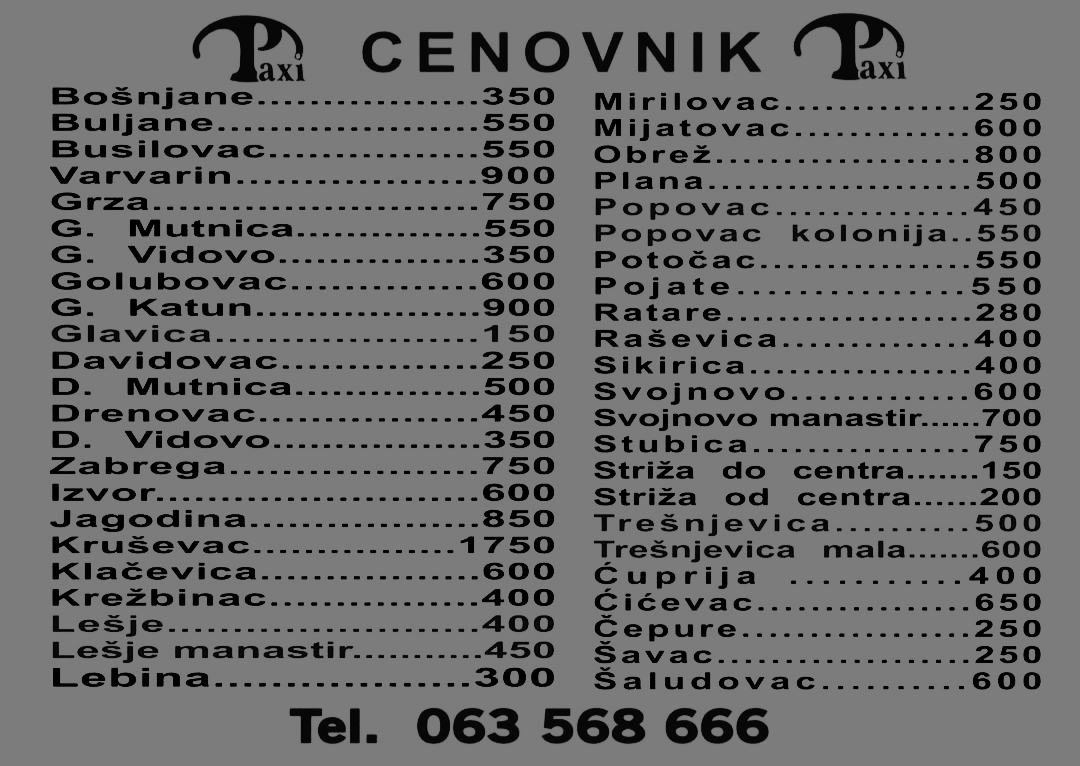 Paxi CENOVNIK Paxi
Bošnjane..................350
Buljane.....................550
Busilovac.................550
Varvarin...................900
Grza..........................750
G. Mutnica...............550
G. Vidovo................350
Golubovac...............600
G. Katun..................900
Glavica.....................150
Davidovac................250
D. Mutnica...............500
Drenovac..................450
D. Vidovo.................350
Zabrega....................750
Izvor..........................600
Jagodina...................850
Kruševac................1750
Klačevica..................600
Krežbinac.................400
Lešje.........................400
Lešje manastir...........450
Lebina.....................300
Mirilovac..............250
Mijatovac.............600
Obrež....................800
Plana.....................500
Popovac...............450
Popovac kolonija..550
Potočac................550
Pojate..................550
Ratare...................280
Raševica...............400
Sikirica.................400
Svojnovo..............600
Svojnovo manastir......700
Stubica.................750
Striža do centra.......150
Striža od centra......200
Trešnjevica..........500
Trešnjevica mala.......600
Ćuprija ..........400
Ćićevac................650
Čepure.................250
Šavac...................250
Šaludovac..........600
Tel. 063 568 666